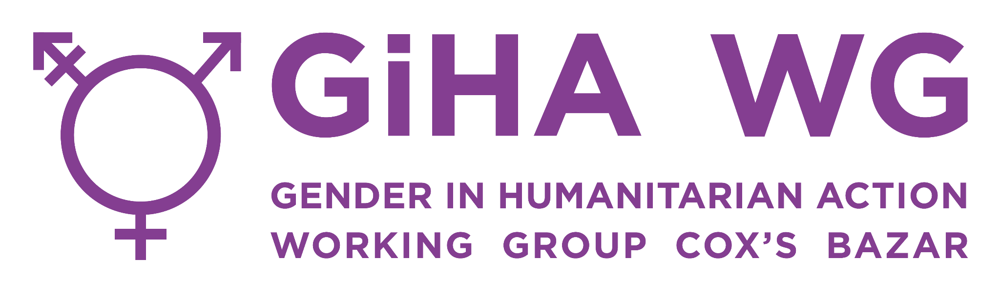 GiHA WG
GENDER IN HUMANITARIAN ACTION
WORKING GROUP COX’S BAZAR